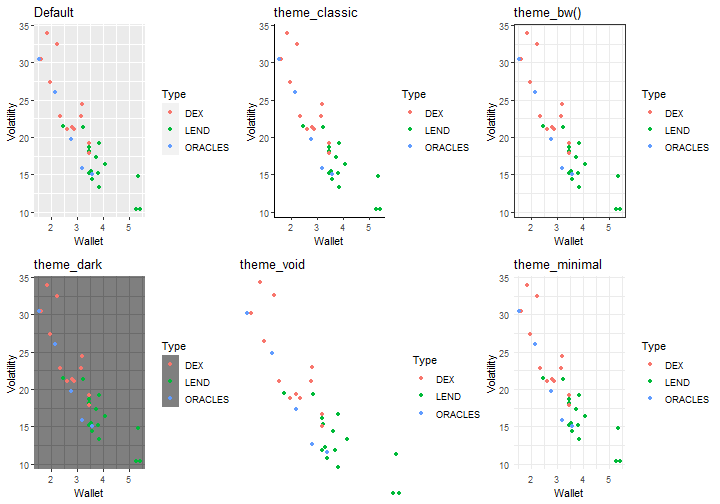 Default
35
30
25
20
15
10
Volatility
2
3
4
5
Wallet
Type
DEX
LEND
ORACLES
theme_classic
35
30
25
20
15
10
Volatility
2
3
4
5
Wallet
Type
DEX
LEND
ORACLES
theme_bw()
35
30
25
20
15
10
Volatility
2
3
4
5
Wallet
Type
DEX
LEND
ORACLES
theme_dark
35
30
25
20
15
10
Volatility
2
3
4
5
Wallet
Type
DEX
LEND
ORACLES
theme_void
Type
DEX
LEND
ORACLES
theme_minimal
35
30
25
20
15
10
Volatility
2
3
4
5
Wallet
Type
DEX
LEND
ORACLES